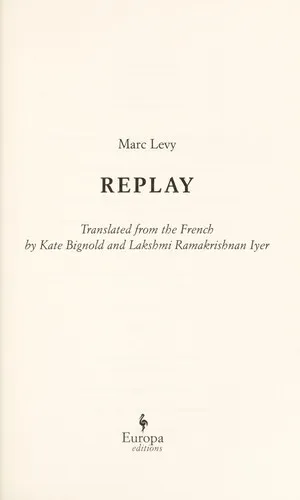 Marc Levy
REPLAY
Translated from the French
by Kate Bignold and Lakshmi Ramakrishnan Iyer
Europa
editions